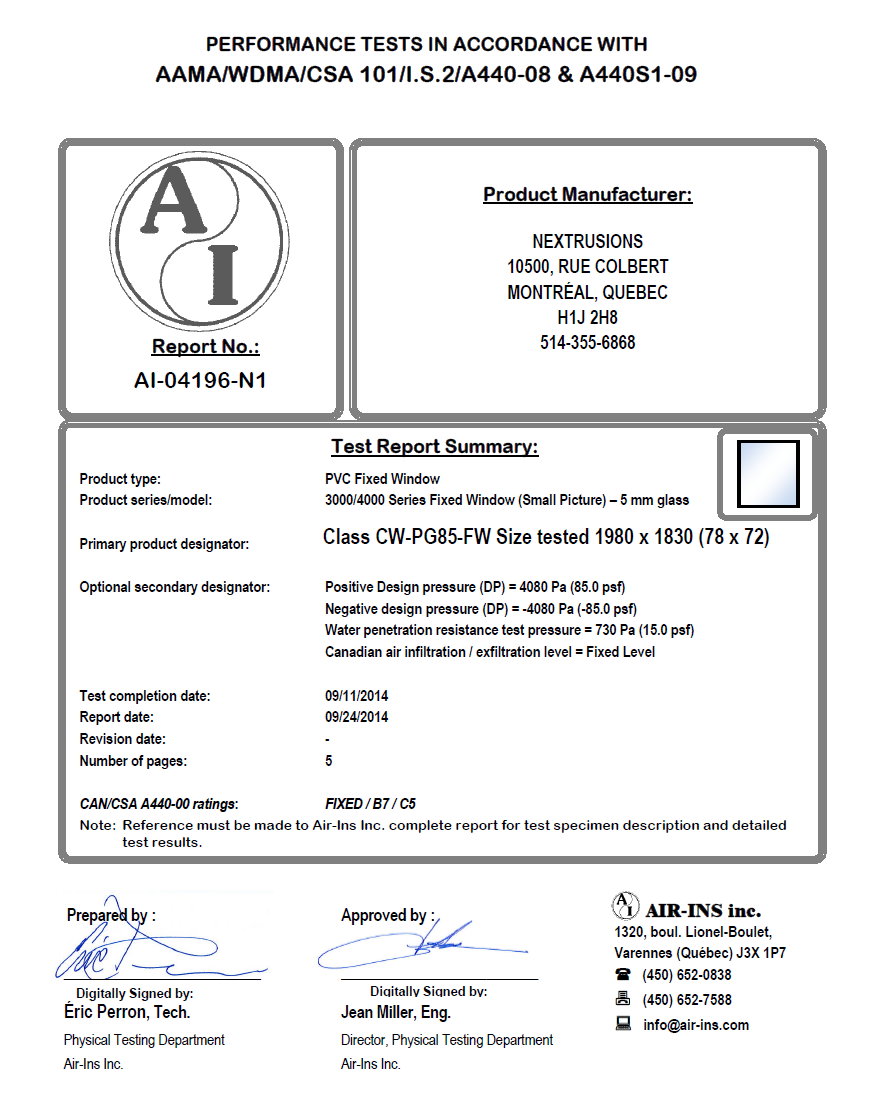 PERFORMANCE TESTS IN ACCORDANCE WITH
AAMA/WDMA/CSA 101/I.S.2/A440-08 & A440S1-09
A
I
Report No.:
AI-04196-N1
Product Manufacturer:
NEXTRUSIONS
10500, RUE COLBERT
MONTRÉAL, QUEBEC
H1J 2H8
514-355-6868
Test Report Summary:
Product type: PVC Fixed Window
Product series/model: 3000/4000 Series Fixed Window (Small Picture) – 5 mm glass
Primary product designator: Class CW-PG85-FW Size tested 1980 x 1830 (78 x 72)
Optional secondary designator: Positive Design pressure (DP) = 4080 Pa (85.0 psf)
Negative design pressure (DP) = -4080 Pa (-85.0 psf)
Water penetration resistance test pressure = 730 Pa (15.0 psf)
Canadian air infiltration / exfiltration level = Fixed Level
Test completion date: 09/11/2014
Report date: 09/24/2014
Revision date: -
Number of pages: 5
CAN/CSA A440-00 ratings: FIXED / B7 / C5
Note: Reference must be made to Air-Ins Inc. complete report for test specimen description and detailed
test results.
Prepared by :
Digitally Signed by:
Éric Perron, Tech.
Physical Testing Department
Air-Ins Inc.
Approved by :
Digitally Signed by:
Jean Miller, Eng.
Director, Physical Testing Department
Air-Ins Inc.
A
I
AIR-INS inc.
1320, boul. Lionel-Boulet,
Varennes (Québec) J3X 1P7
(450) 652-0838
(450) 652-7588
info@air-ins.com